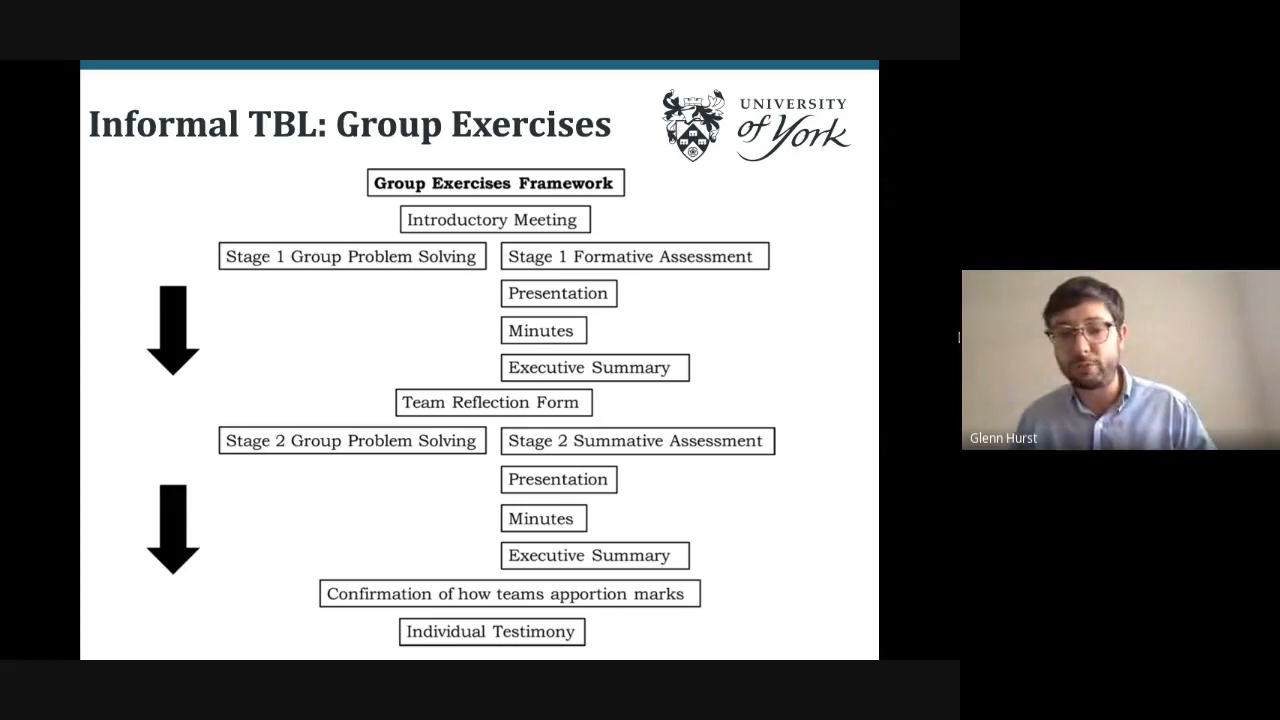 Informal TBL: Group Exercises
UNIVERSITY
of York
Group Exercises Framework
Introductory Meeting
Stage 1 Group Problem Solving
Stage 1 Formative Assessment
Presentation
Minutes
Executive Summary
Team Reflection Form
Stage 2 Group Problem Solving
Stage 2 Summative Assessment
Presentation
Minutes
Executive Summary
Confirmation of how teams apportion marks
Individual Testimony
Glenn Hurst